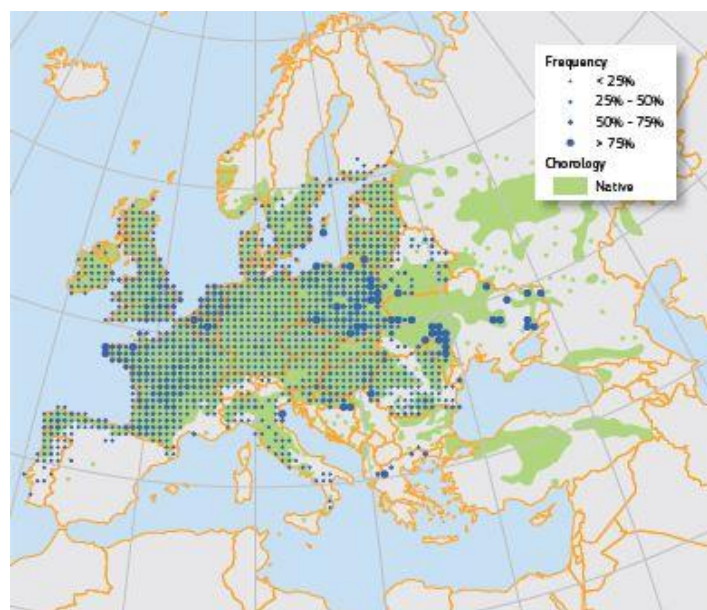 Frequency
< 25%
25% - 50%
50% - 75%
> 75%
Chorology
Native